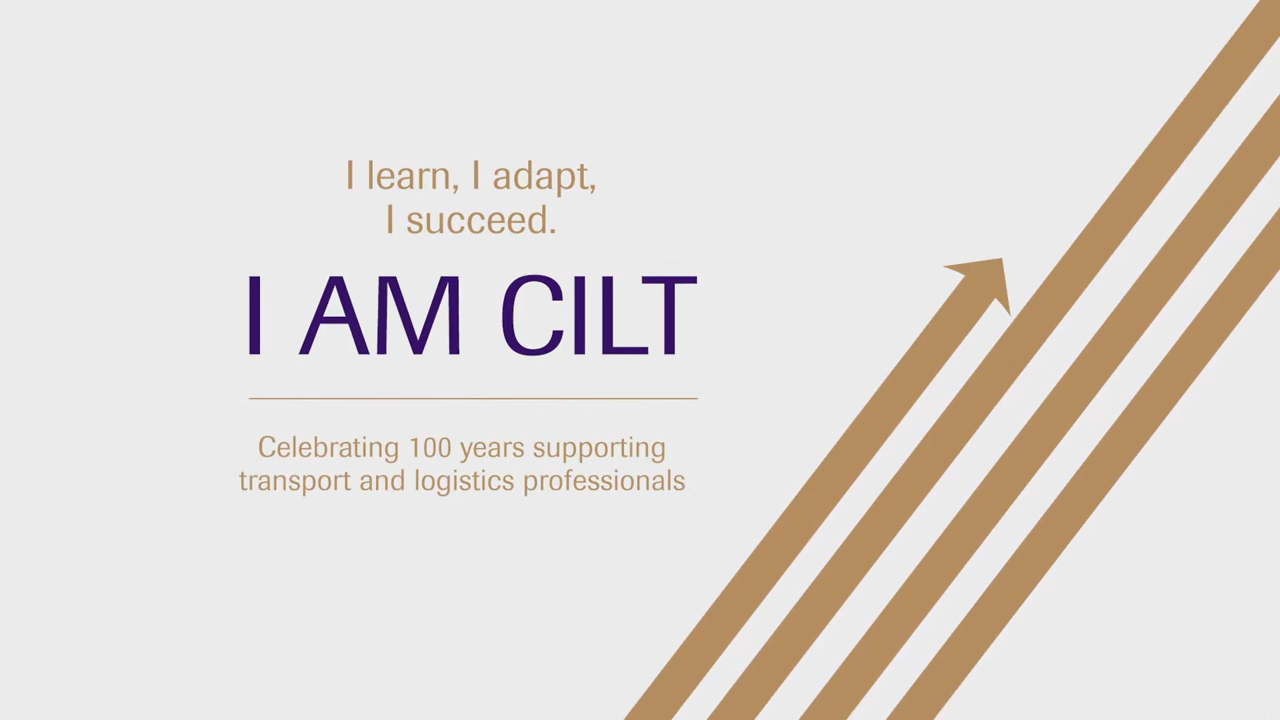 I learn, I adapt,
I succeed.
I AM CILT
Celebrating 100 years supporting
transport and logistics professionals